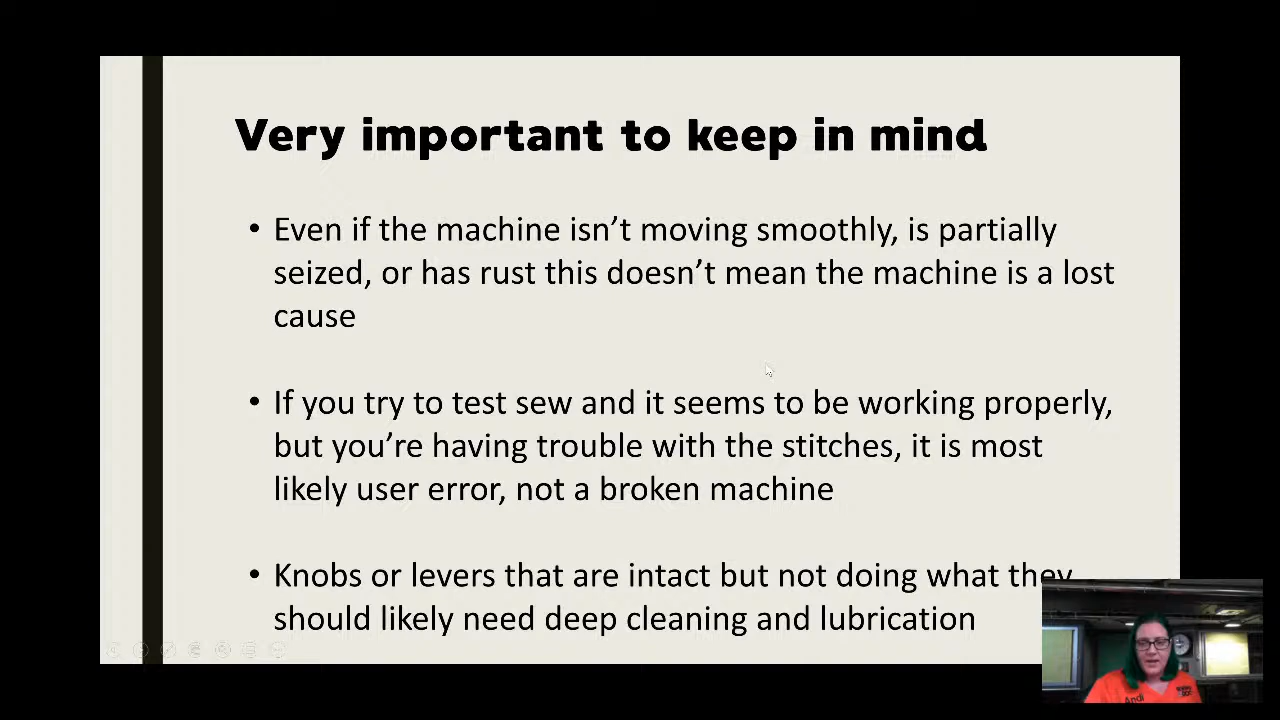 Very important to keep in mind
• Even if the machine isn't moving smoothly, is partially
seized, or has rust this doesn't mean the machine is a lost
cause
• If you try to test sew and it seems to be working properly,
but you're having trouble with the stitches, it is most
likely user error, not a broken machine
• Knobs or levers that are intact but not doing what they
should likely need deep cleaning and lubrication
Andi